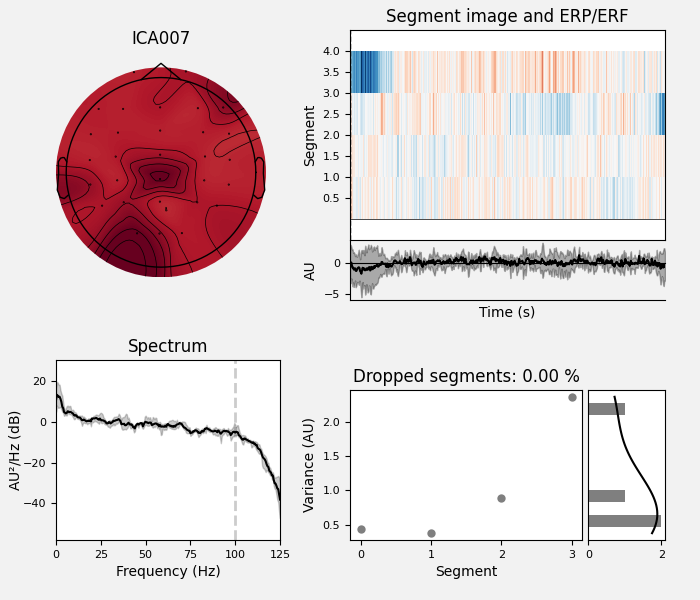 ICA007
Segment image and ERP/ERF
Segment
4.0
3.5
3.0
2.5
2.0
1.5
1.0
0.5
AU
0
−5
Time (s)
Spectrum
AU²/Hz (dB)
20
0
−20
−40
0 25 50 75 100 125
Frequency (Hz)
Dropped segments: 0.00 %
Variance (AU)
2.0
1.5
1.0
0.5
0 1 2 3
Segment
0 2